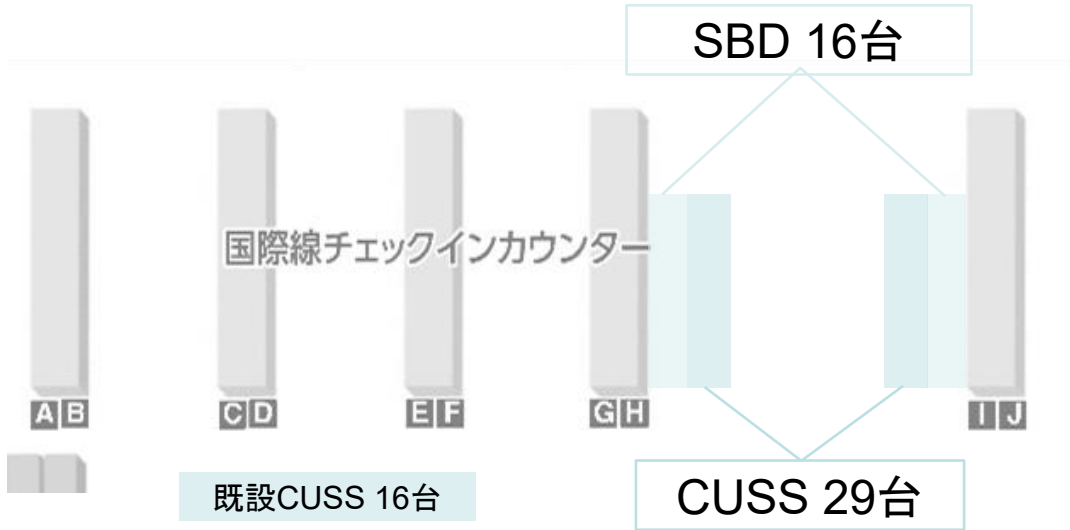 SBD 16台
国際線チェックインカウンター
A B
C D
E F
G H
I J
既設CUSS 16台
CUSS 29台